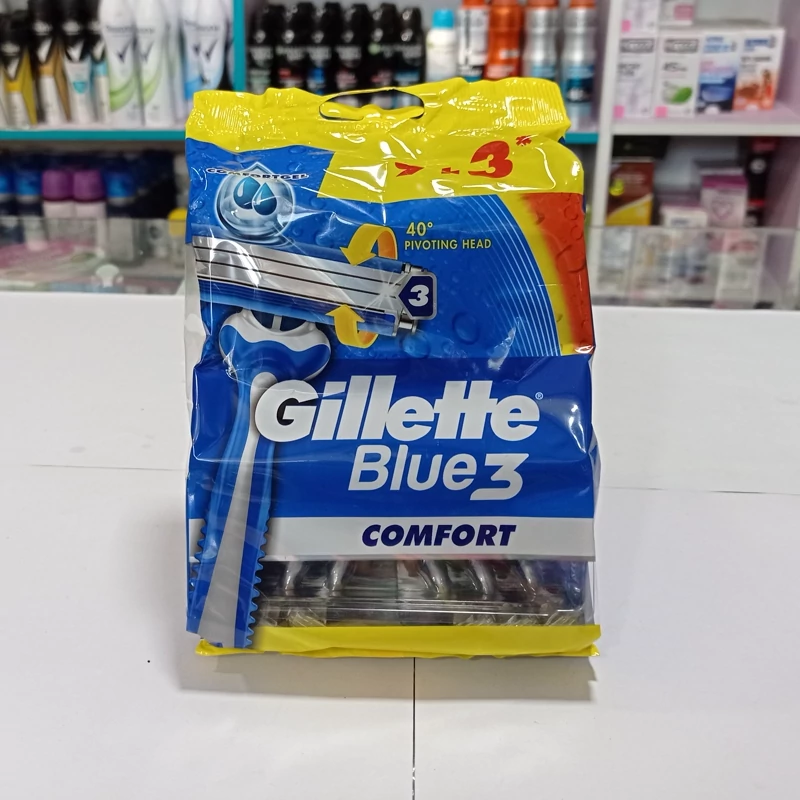 COMFORTGEL
> 3*
40°
PIVOTING HEAD
3
Gillette®
Blue3
COMFORT